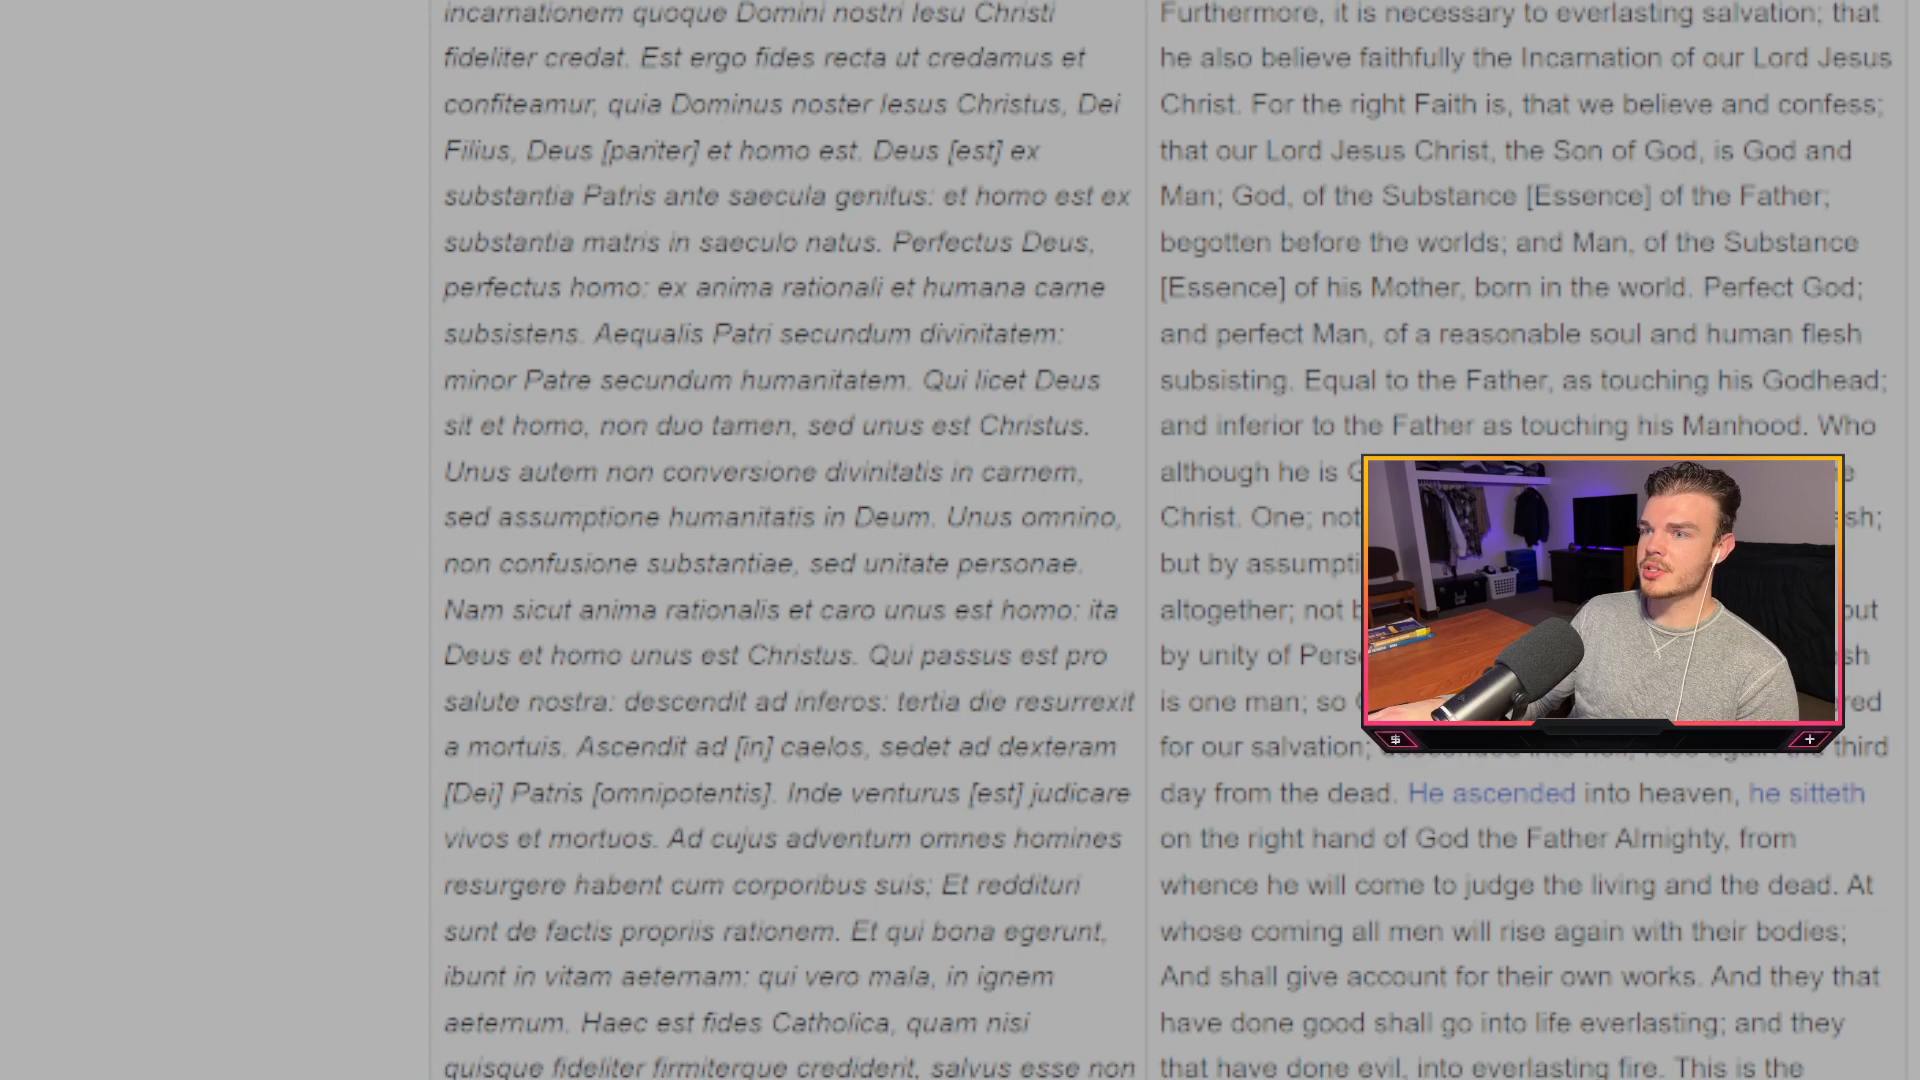 incarnationem quoque Domini nostri Iesu Christi
fideliter credat. Est ergo fides recta ut credamus et
confiteamur, quia Dominus noster Iesus Christus, Dei
Filius, Deus [pariter] et homo est. Deus [est] ex
substantia Patris ante saecula genitus: et homo est ex
substantia matris in saeculo natus. Perfectus Deus,
perfectus homo: ex anima rationali et humana carne
subsistens. Aequalis Patri secundum divinitatem:
minor Patre secundum humanitatem. Qui licet Deus
sit et homo, non duo tamen, sed unus est Christus.
Unus autem non conversione divinitatis in carnem,
sed assumptione humanitatis in Deum. Unus omnino,
non confusione substantiae, sed unitate personae.
Nam sicut anima rationalis et caro unus est homo: ita
Deus et homo unus est Christus. Qui passus est pro
salute nostra: descendit ad inferos: tertia die resurrexit
a mortuis. Ascendit ad [in] caelos, sedet ad dexteram
[Dei] Patris [omnipotentis]. Inde venturus [est] judicare
vivos et mortuos. Ad cujus adventum omnes homines
resurgere habent cum corporibus suis; Et reddituri
sunt de factis propriis rationem. Et qui bona egerunt,
ibunt in vitam aeternam: qui vero mala, in ignem
aeternum. Haec est fides Catholica, quam nisi
quisque fideliter firmiterque crediderit, salvus esse non
Furthermore, it is necessary to everlasting salvation; that
he also believe faithfully the Incarnation of our Lord Jesus
Christ. For the right Faith is, that we believe and confess;
that our Lord Jesus Christ, the Son of God, is God and
Man; God, of the Substance [Essence] of the Father;
begotten before the worlds; and Man, of the Substance
[Essence] of his Mother, born in the world. Perfect God;
and perfect Man, of a reasonable soul and human flesh
subsisting. Equal to the Father, as touching his Godhead;
and inferior to the Father as touching his Manhood. Who
although he is
Christ. One; not
but by
altogether; not
by unity of
is one man; so
for our salvation; third
day from the dead. He ascended into heaven, he sitteth
on the right hand of God the Father Almighty, from
whence he will come to judge the living and the dead. At
whose coming all men will rise again with their bodies;
And shall give account for their own works. And they that
have done good shall go into life everlasting; and they
that have done evil, into everlasting fire. This is the